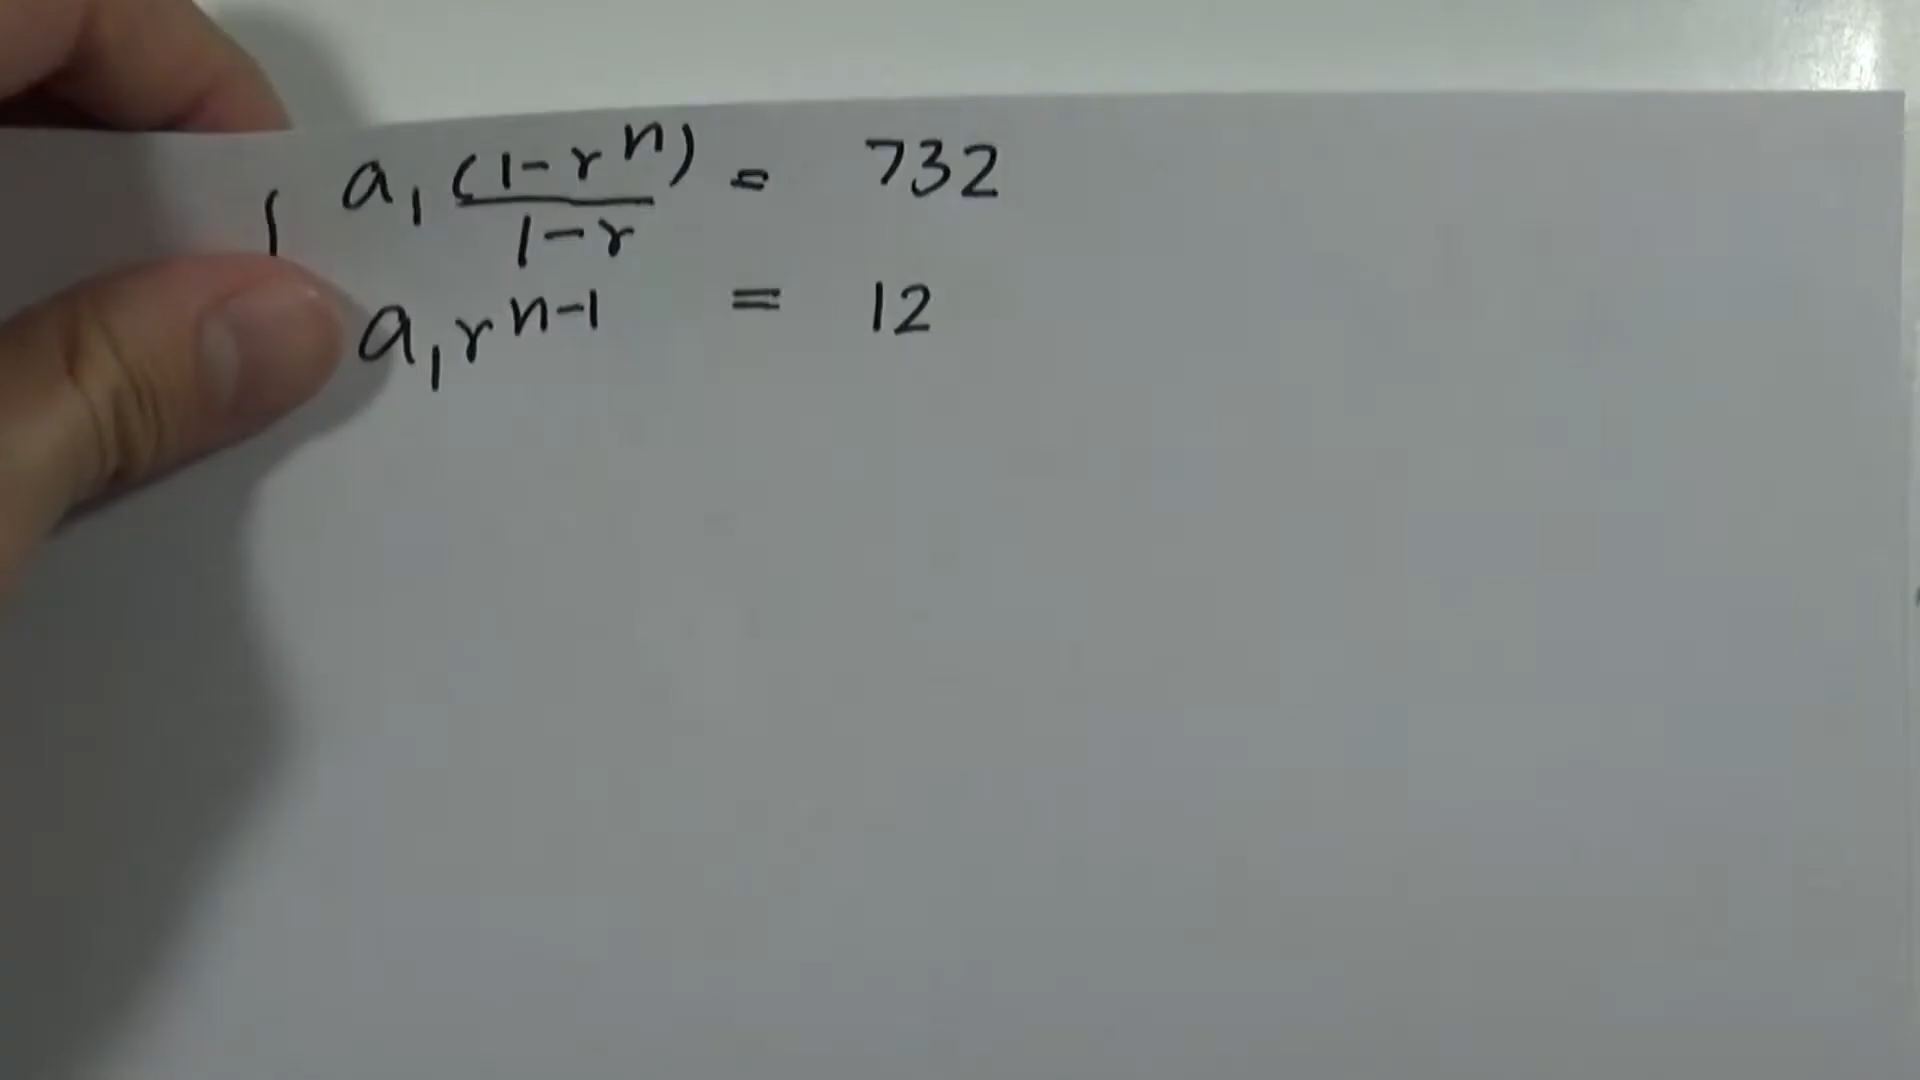 a₁ (1-rⁿ)/(1-r) = 732
a₁rⁿ⁻¹ = 12